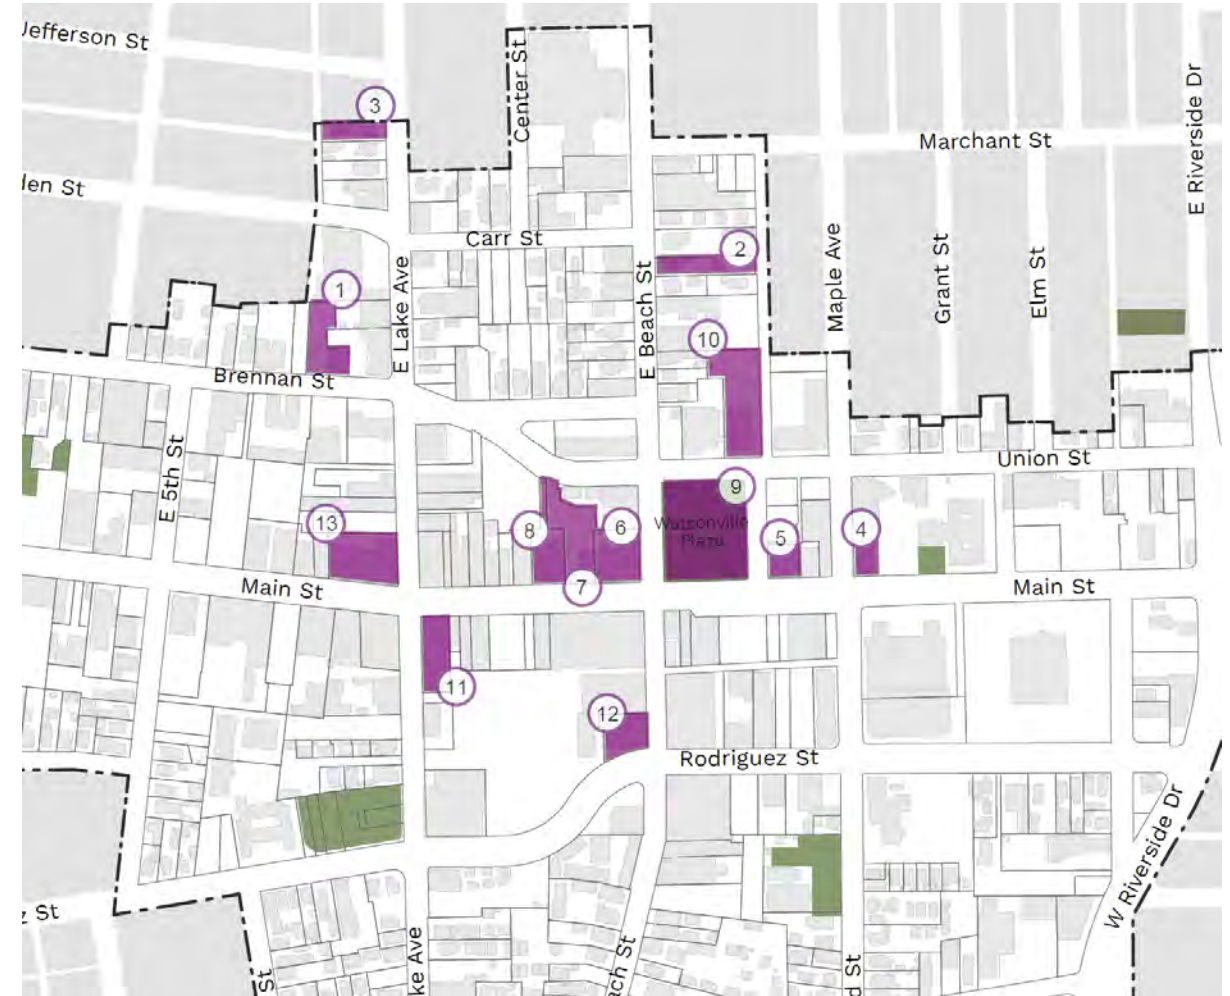 Jefferson St
3
Center St
Marchant St
E Riverside Dr
den St
Carr St
2
Maple Ave
Grant St
Elm St
1
E Lake Ave
E Beach St
10
Brennan St
Union St
E 5th St
9
13
8
6
Watsonville
Plaza
5
4
7
Main St
Main St
11
12
Rodriguez St
W Riverside Dr
z St
St
ke Ave
ach St
d St